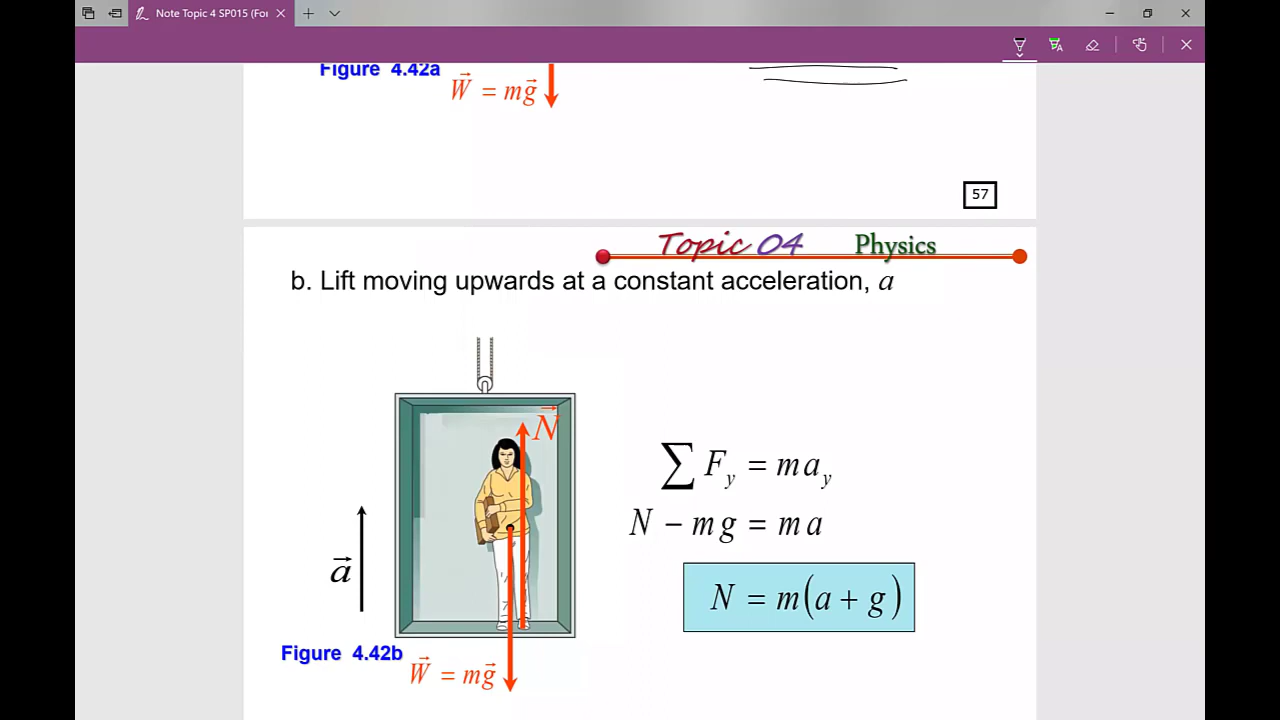 Note Topic 4 SP015 (For
Figure 4.42a
W⃗ = mg⃗
57
Topic 04 Physics
b. Lift moving upwards at a constant acceleration, a
N⃗
∑ F_y = ma_y
N − mg = ma
a⃗
N = m(a + g)
Figure 4.42b
W⃗ = mg⃗